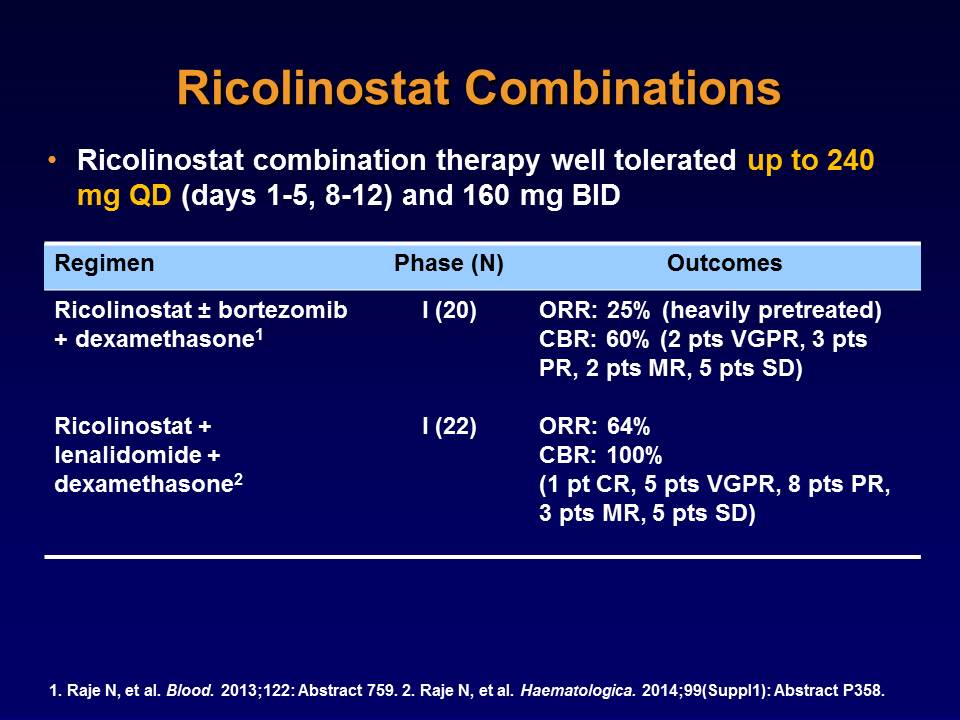 Ricolinostat Combinations
• Ricolinostat combination therapy well tolerated up to 240
mg QD (days 1-5, 8-12) and 160 mg BID
Regimen Phase (N) Outcomes
Ricolinostat ± bortezomib I (20) ORR: 25% (heavily pretreated)
+ dexamethasone1 CBR: 60% (2 pts VGPR, 3 pts
PR, 2 pts MR, 5 pts SD)
Ricolinostat + I (22) ORR: 64%
lenalidomide + CBR: 100%
dexamethasone2 (1 pt CR, 5 pts VGPR, 8 pts PR,
3 pts MR, 5 pts SD)
1. Raje N, et al. Blood. 2013;122: Abstract 759. 2. Raje N, et al. Haematologica. 2014;99(Suppl1): Abstract P358.